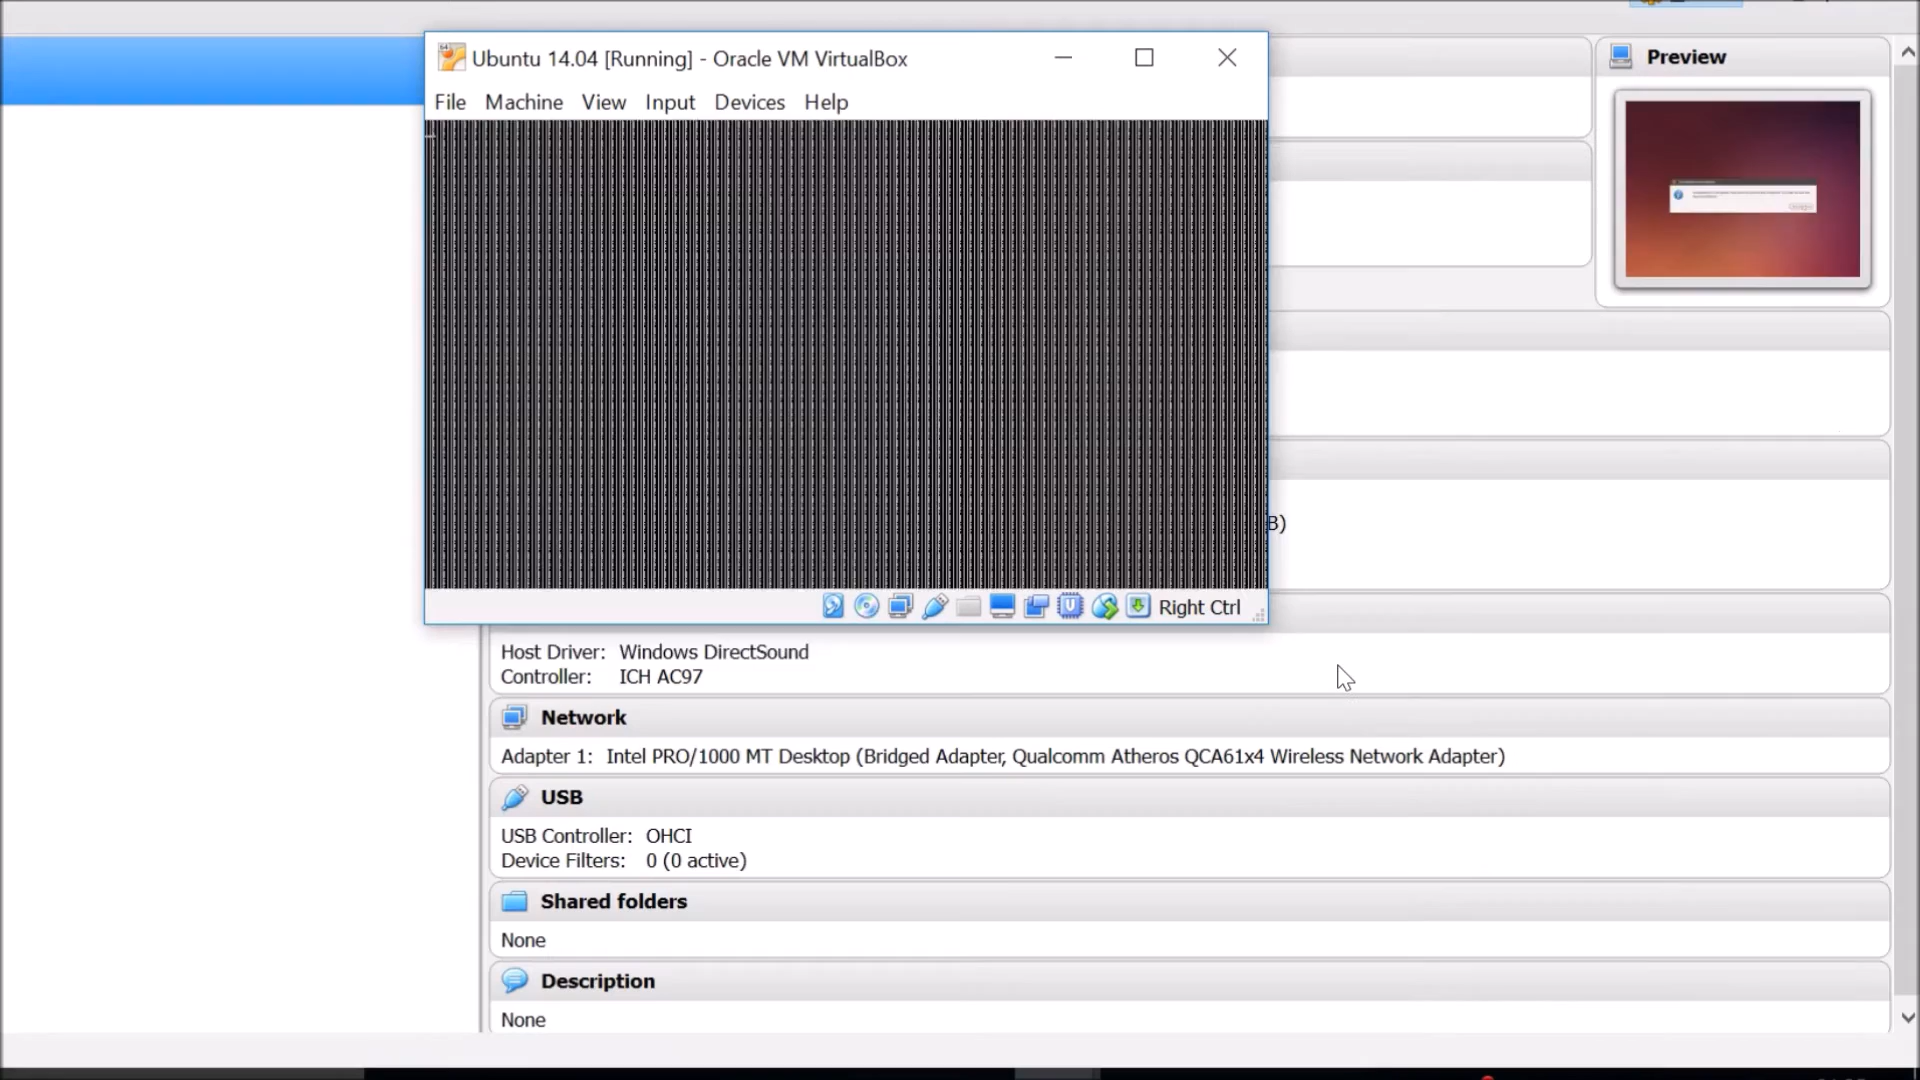 Ubuntu 14.04 [Running] - Oracle VM VirtualBox
File Machine View Input Devices Help
Preview
B)
Right Ctrl
Host Driver: Windows DirectSound
Controller: ICH AC97
Network
Adapter 1: Intel PRO/1000 MT Desktop (Bridged Adapter, Qualcomm Atheros QCA61x4 Wireless Network Adapter)
USB
USB Controller: OHCI
Device Filters: 0 (0 active)
Shared folders
None
Description
None